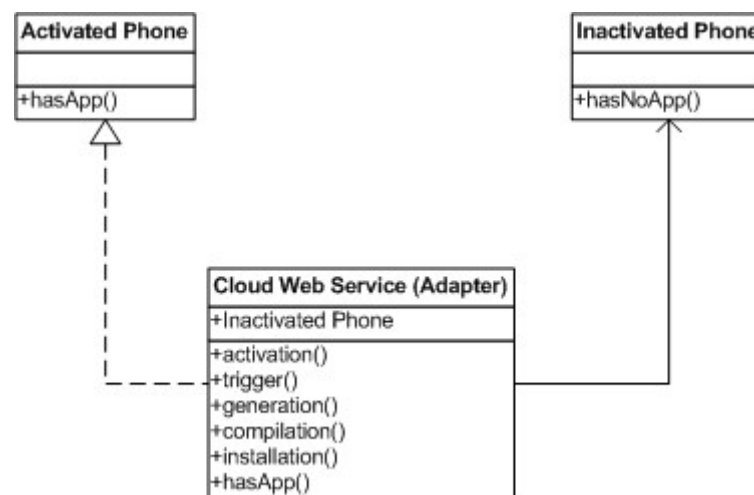 Activated Phone
+hasApp()
Inactivated Phone
+hasNoApp()
Cloud Web Service (Adapter)
+Inactivated Phone
+activation()
+trigger()
+generation()
+compilation()
+installation()
+hasApp()